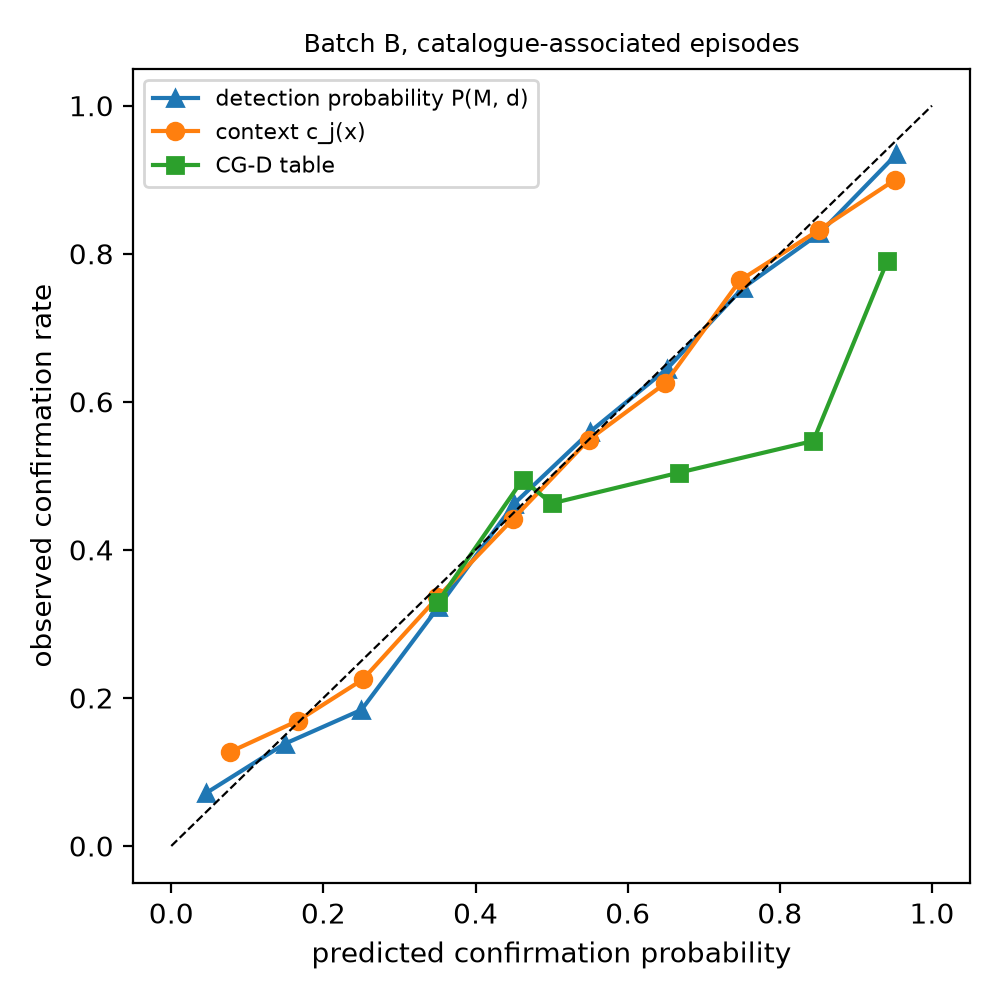 Batch B, catalogue-associated episodes
detection probability P(M, d)
context c_j(x)
CG-D table
1.0
0.8
0.6
0.4
0.2
0.0
observed confirmation rate
0.0 0.2 0.4 0.6 0.8 1.0
predicted confirmation probability